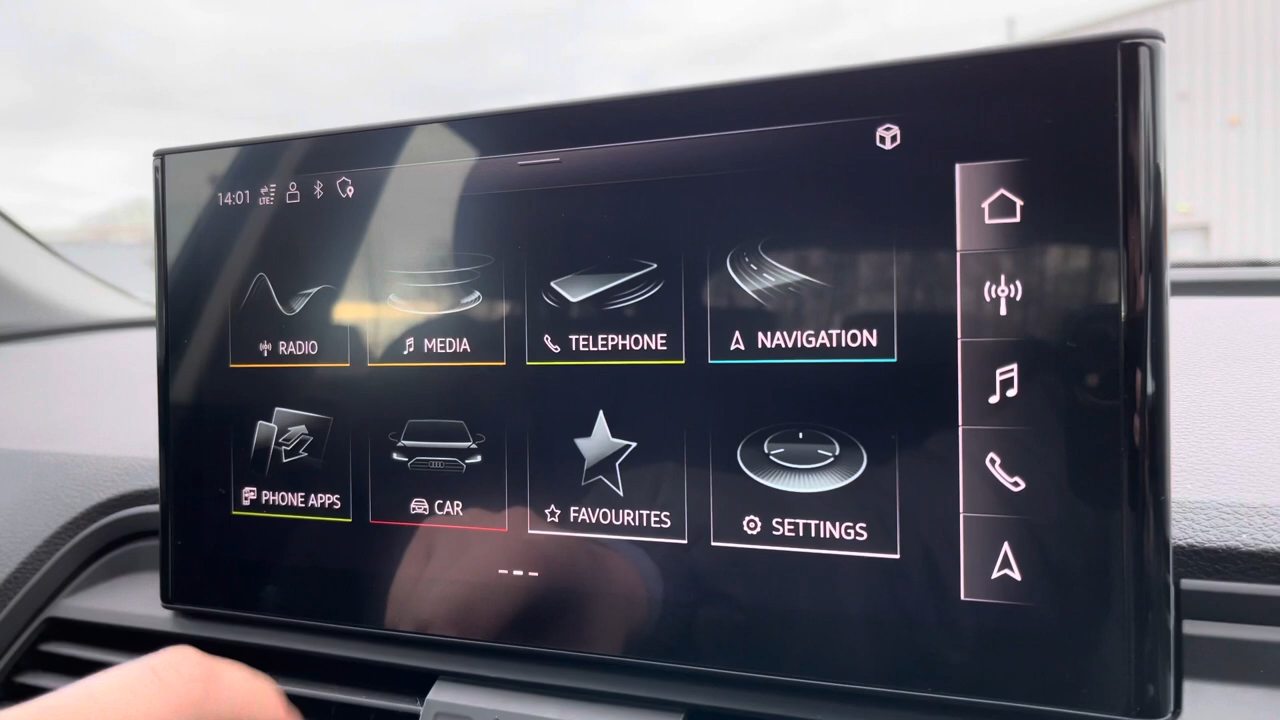 14:01 LTE
RADIO MEDIA TELEPHONE NAVIGATION
PHONE APPS CAR FAVOURITES SETTINGS